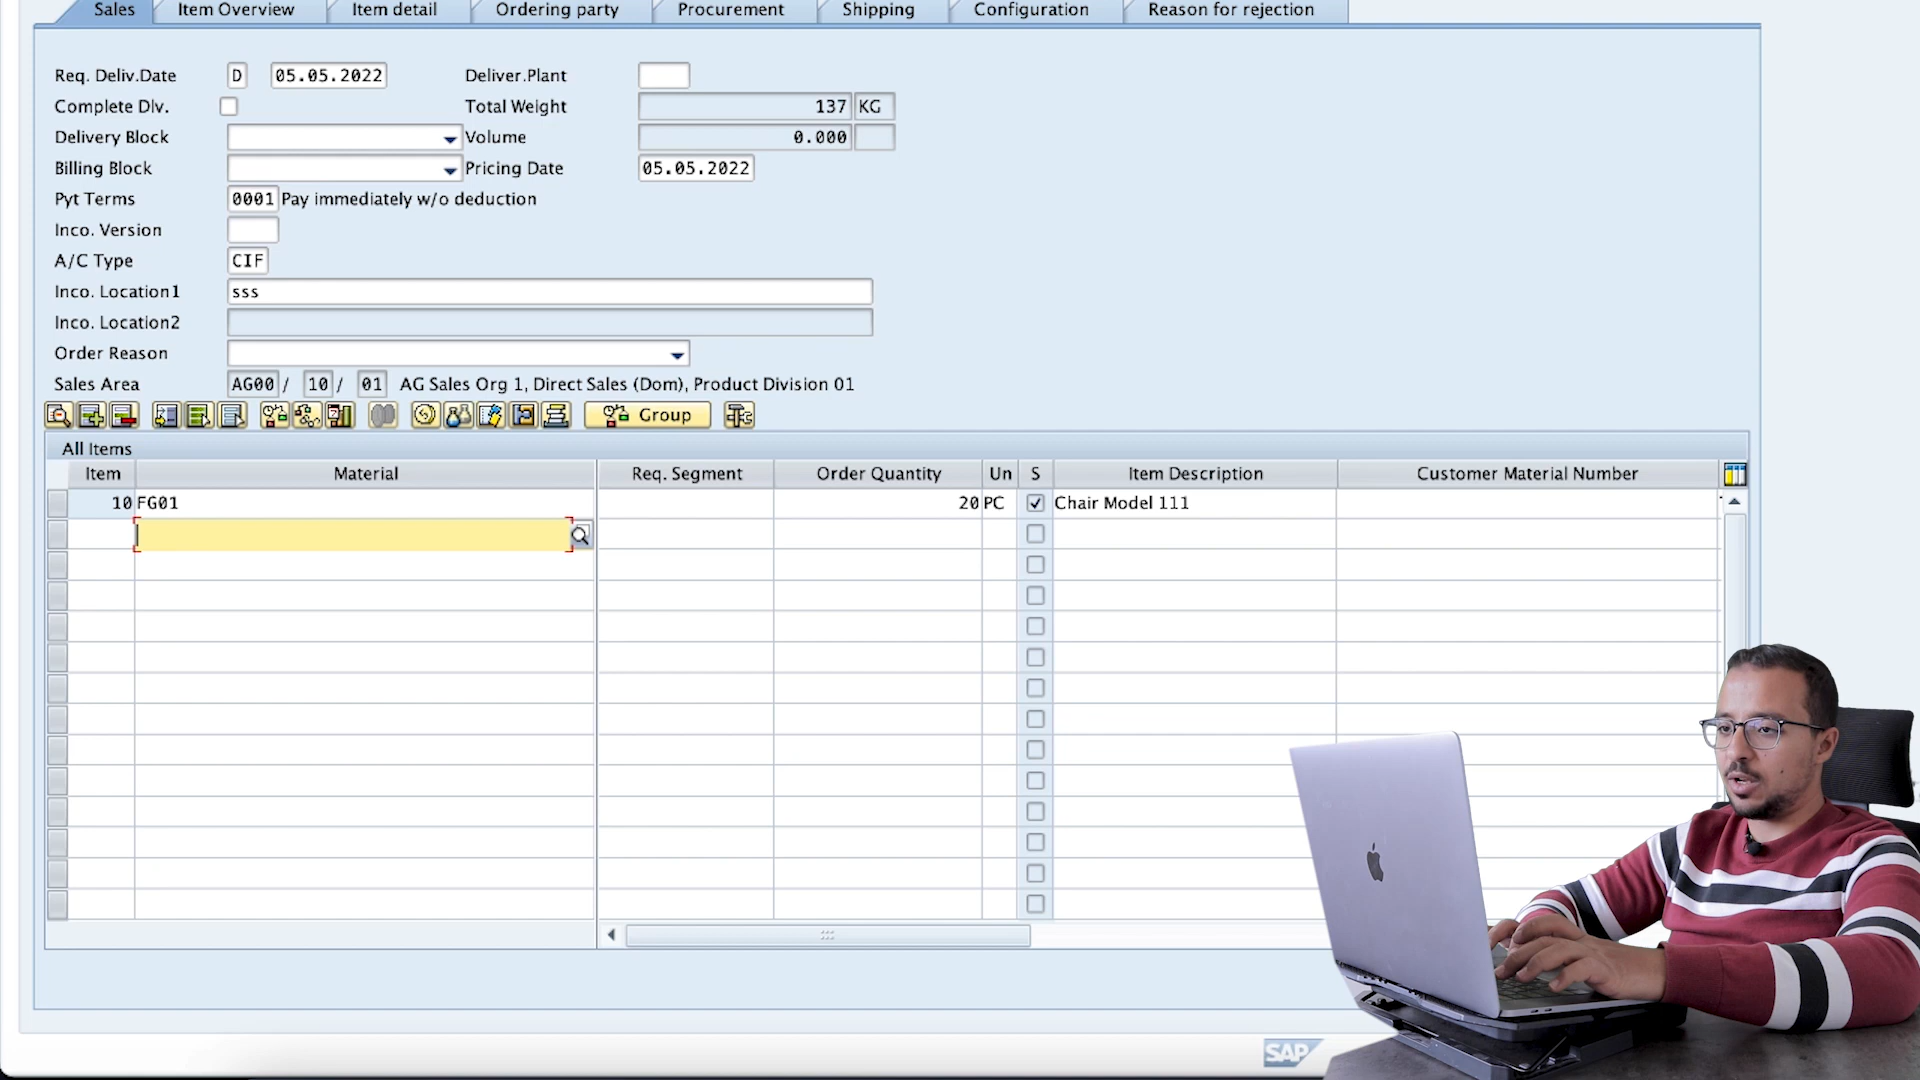 Sales Item Overview Item detail Ordering party Procurement Shipping Configuration Reason for rejection
Req. Deliv.Date D 05.05.2022 Deliver.Plant
Complete Dlv. Total Weight 137 KG
Delivery Block Volume 0.000
Billing Block Pricing Date 05.05.2022
Pyt Terms 0001 Pay immediately w/o deduction
Inco. Version
A/C Type CIF
Inco. Location1 sss
Inco. Location2
Order Reason
Sales Area AG00 / 10 / 01 AG Sales Org 1, Direct Sales (Dom), Product Division 01
Group
All Items
Item Material Req. Segment Order Quantity Un S Item Description Customer Material Number
10 FG01 20 PC Chair Model 111
SAP